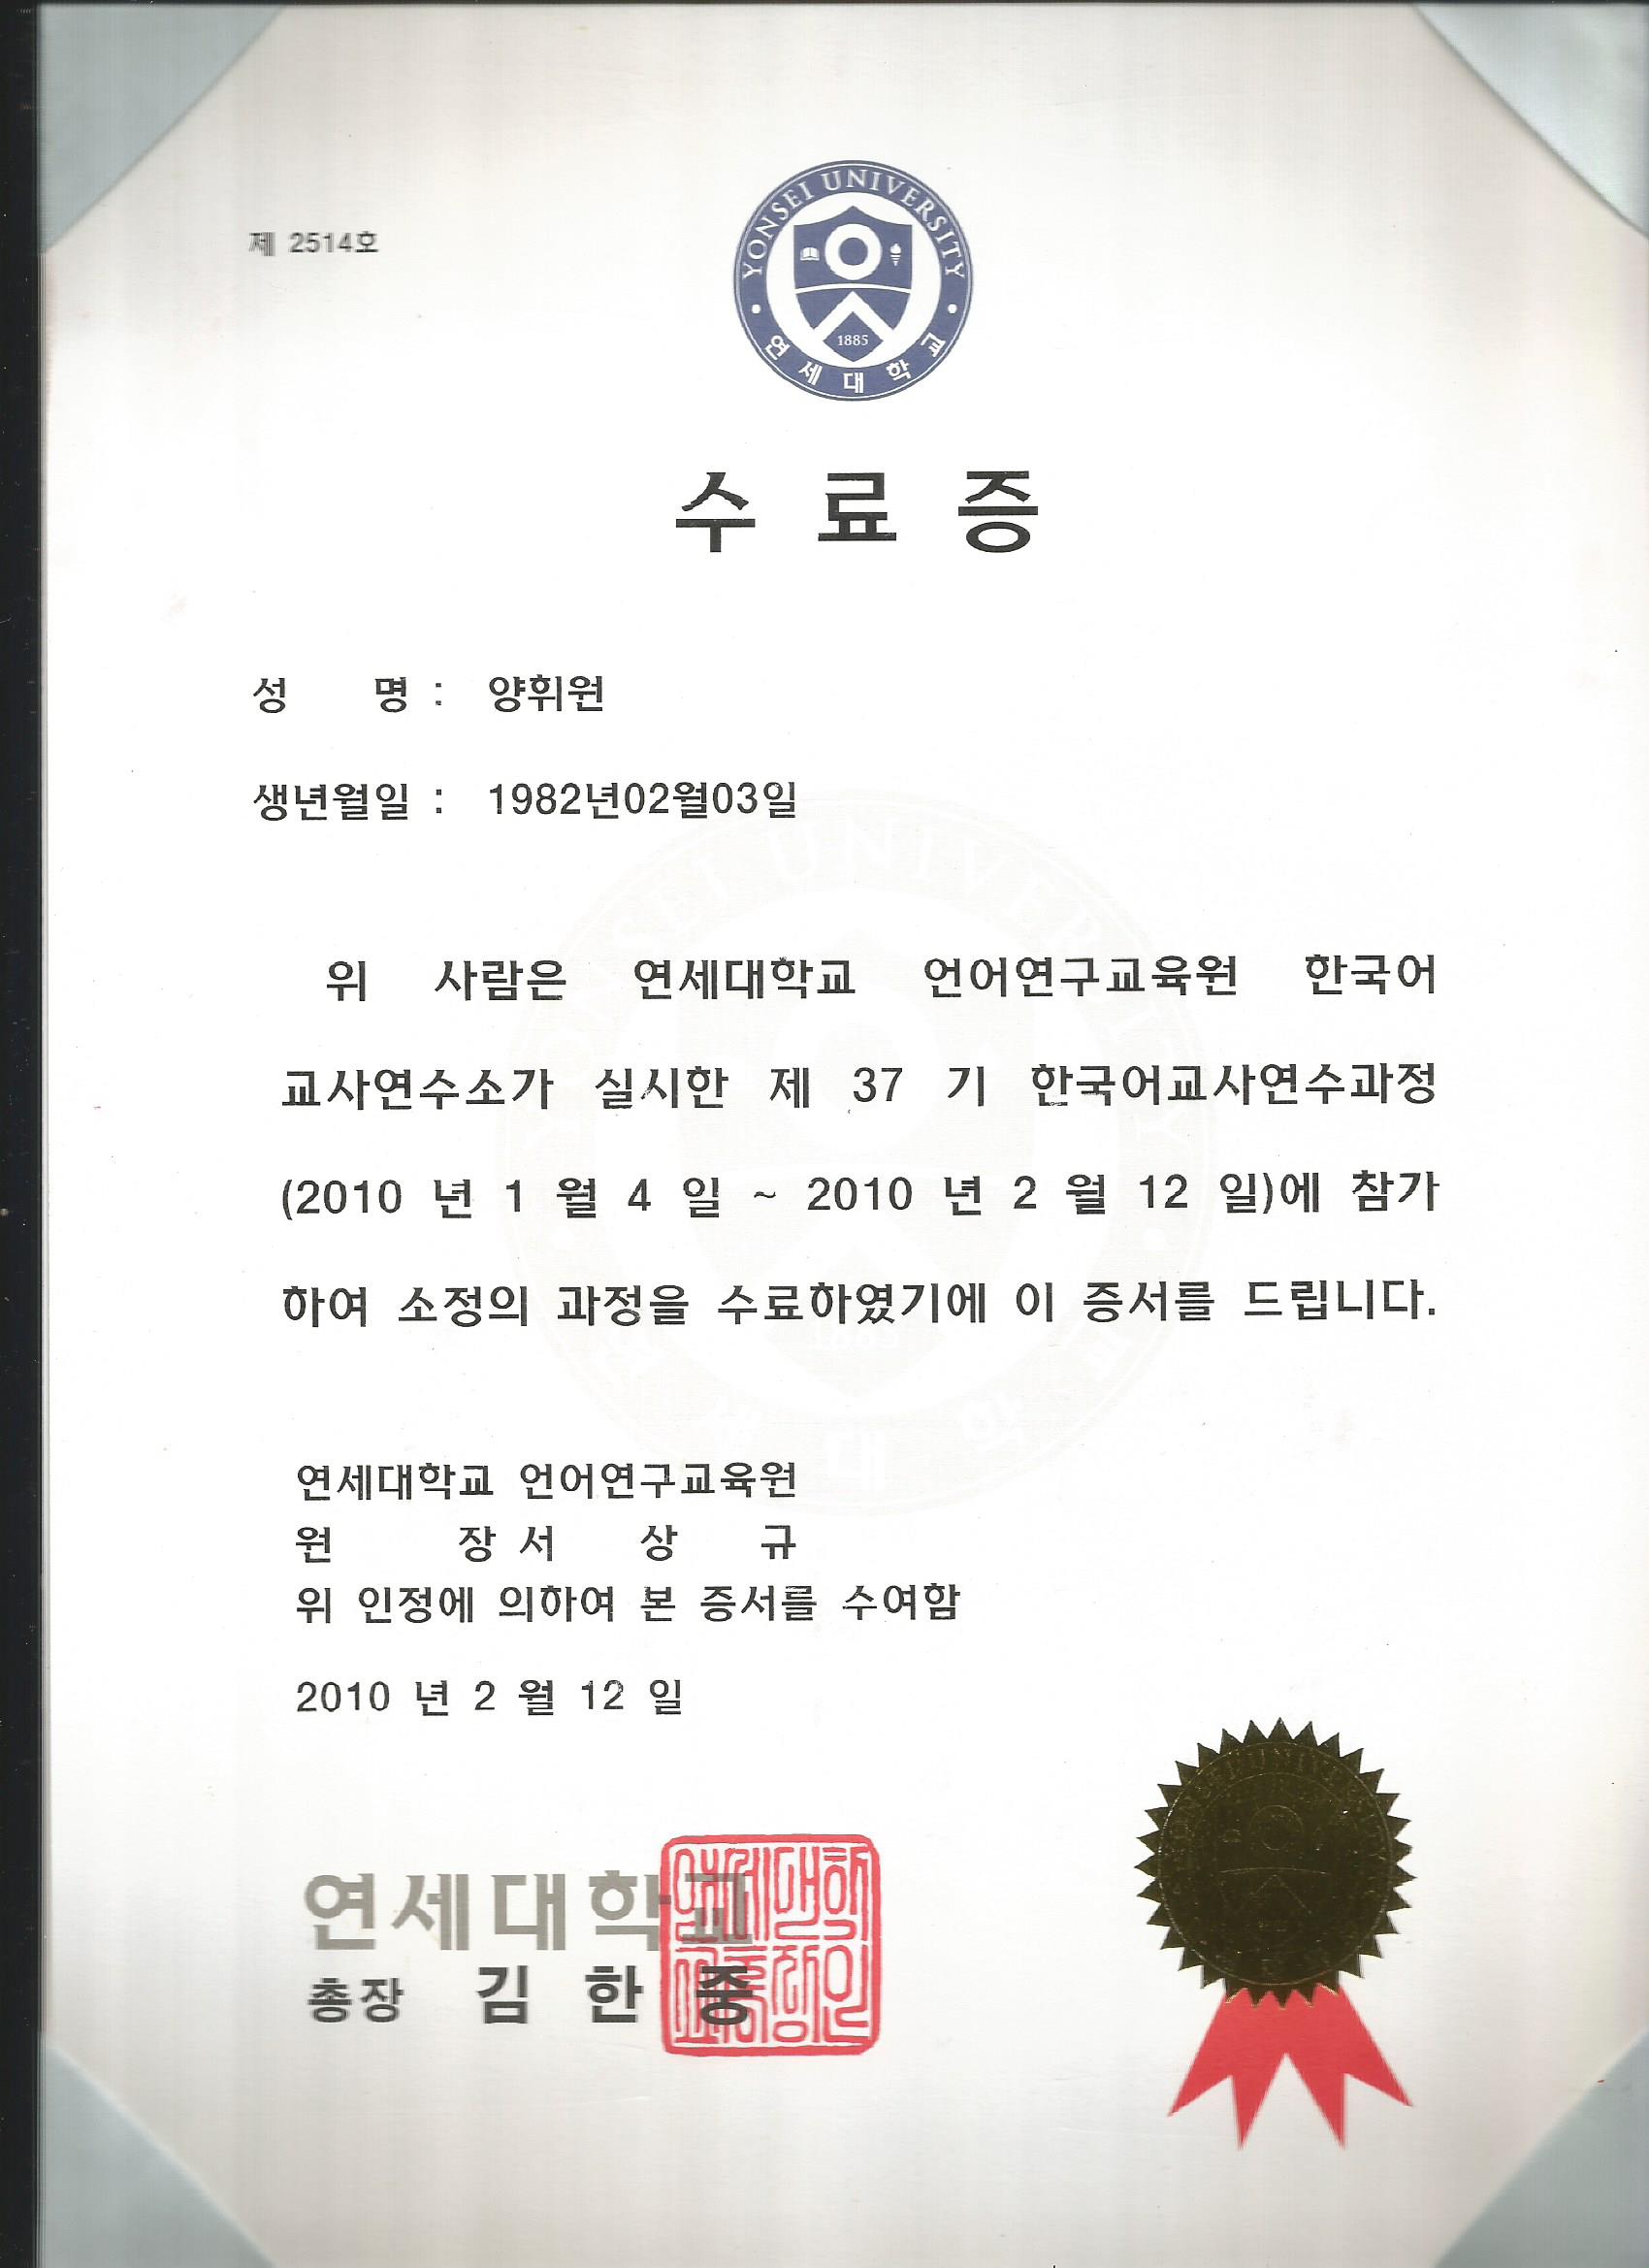 제 2514호
YONSEI UNIVERSITY
1885
연세대학교
수료증
성 명 : 양휘원
생년월일 : 1982년02월03일
위 사람은 연세대학교 언어연구교육원 한국어
교사연수소가 실시한 제 37 기 한국어교사연수과정
(2010 년 1 월 4 일 ~ 2010 년 2 월 12 일)에 참가
하여 소정의 과정을 수료하였기에 이 증서를 드립니다.
연세대학교 언어연구교육원
원 장 서 상 규
위 인정에 의하여 본 증서를 수여함
2010 년 2 월 12 일
연세대학교
총장 김 한 중